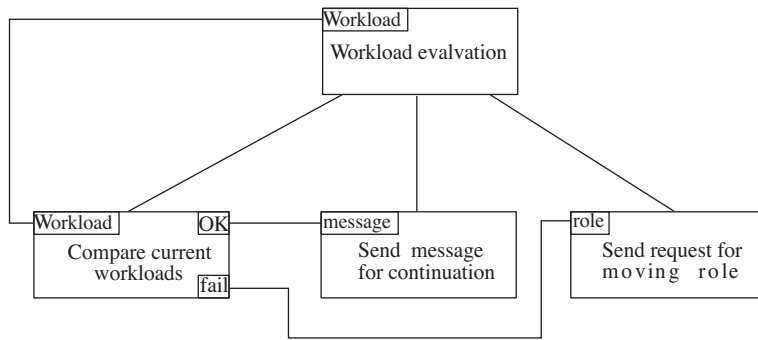 Workload
Workload evalvation
Workload
OK
Compare current
workloads
fail
message
Send message
for continuation
role
Send request for
moving role